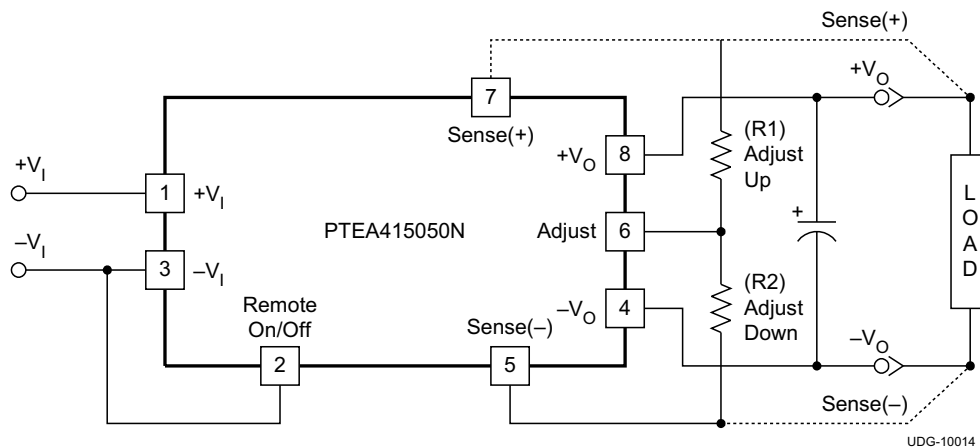 Sense(+)
+VO
7
Sense(+)
(R1)
Adjust
Up
+VO
8
+VI
1
+VI
LOAD
+
PTEA415050N
Adjust
6
–VI
3
–VI
(R2)
Adjust
Down
–VO
4
Remote
On/Off
Sense(–)
–VO
2
5
Sense(–)
UDG-10014